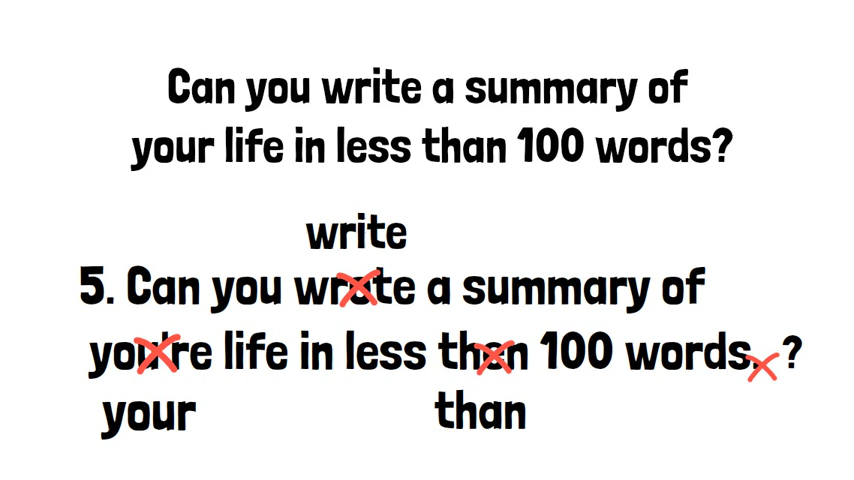 Can you write a summary of
your life in less than 100 words?
write
5. Can you wrote a summary of
you're life in less then 100 words. ?
your than